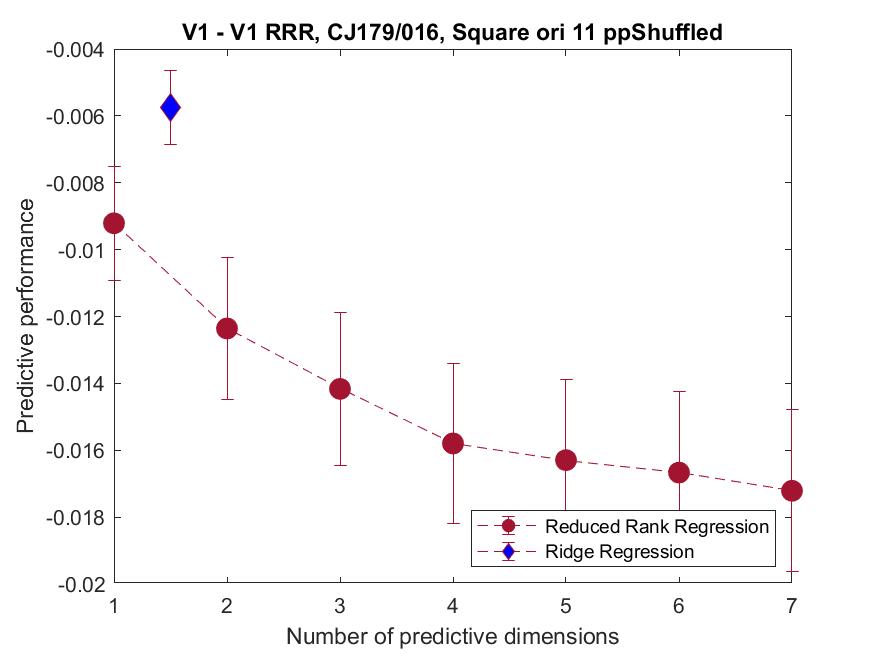 V1 - V1 RRR, CJ179/016, Square ori 11 ppShuffled
-0.004
-0.006
-0.008
-0.01
-0.012
-0.014
-0.016
-0.018
-0.02
Predictive performance
Reduced Rank Regression
Ridge Regression
1 2 3 4 5 6 7
Number of predictive dimensions